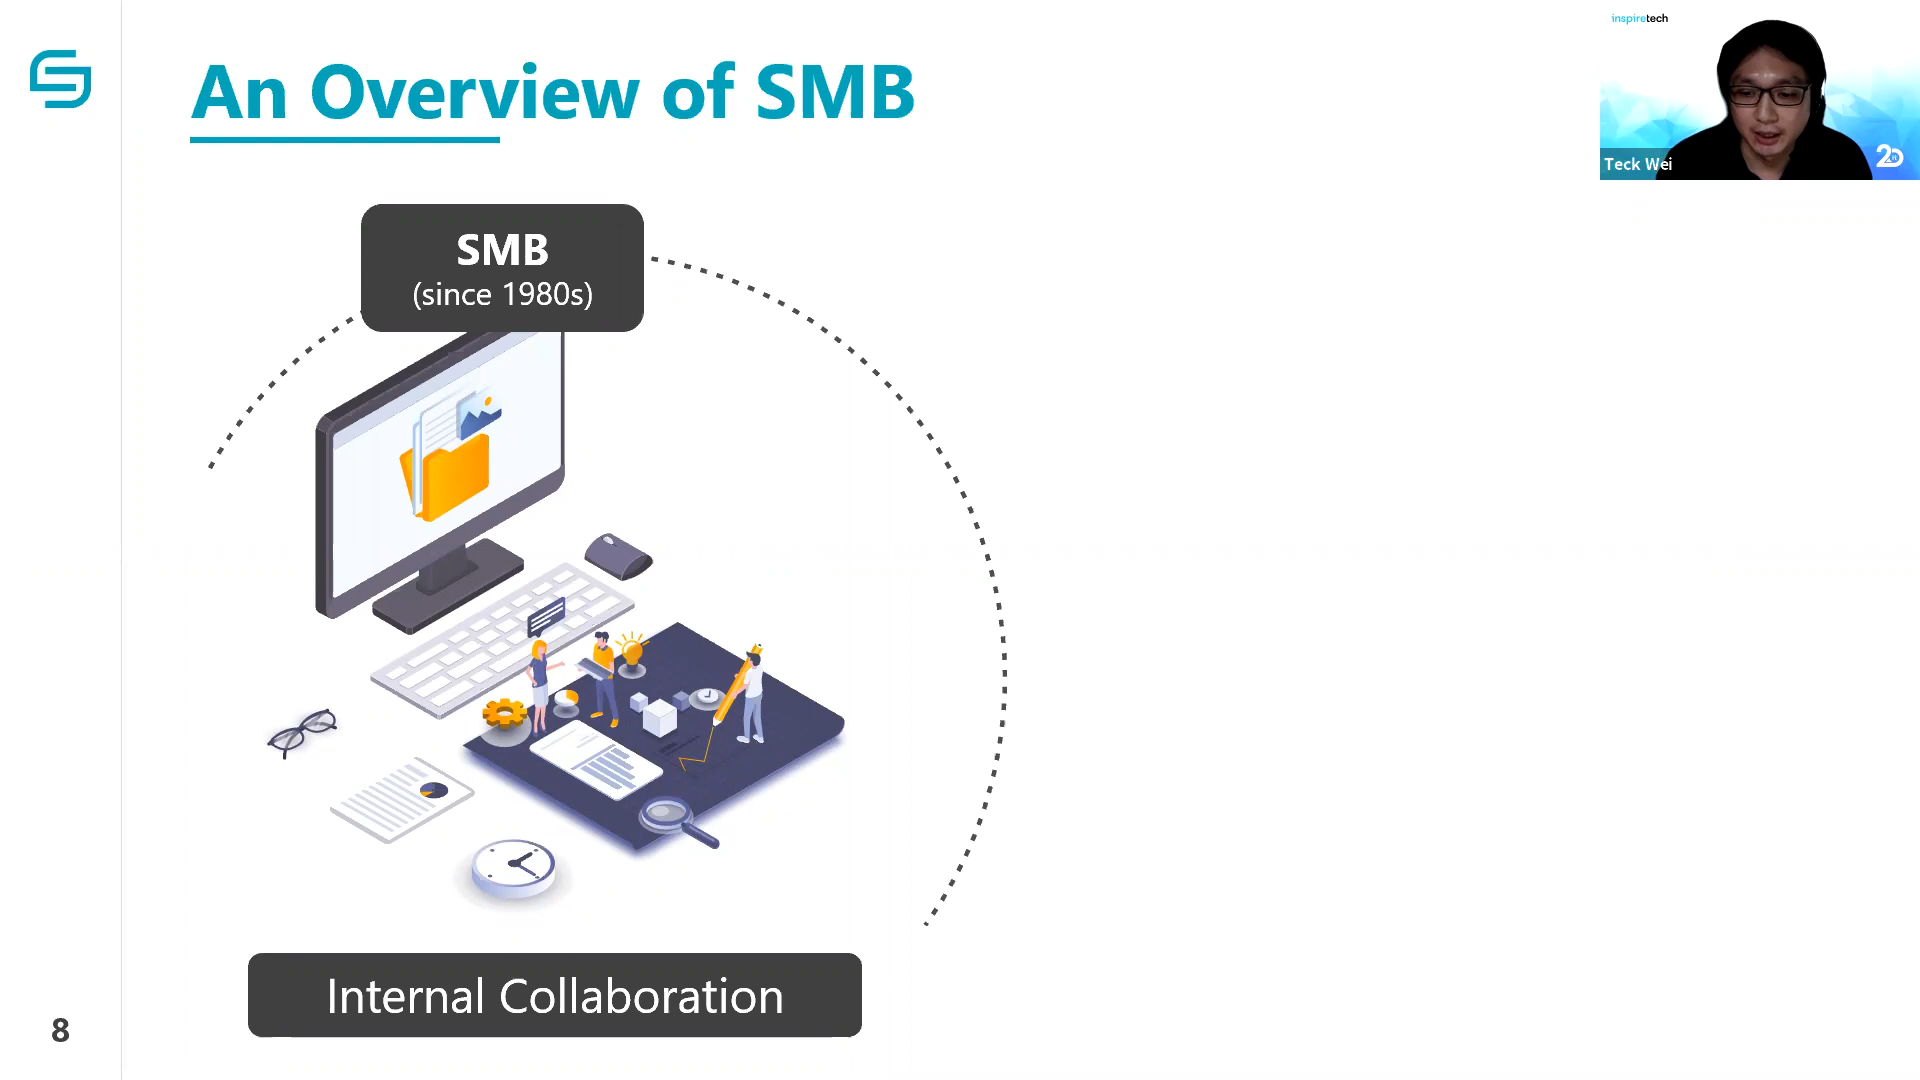 An Overview of SMB
inspiretech
Teck Wei
SMB
(since 1980s)
Internal Collaboration
8